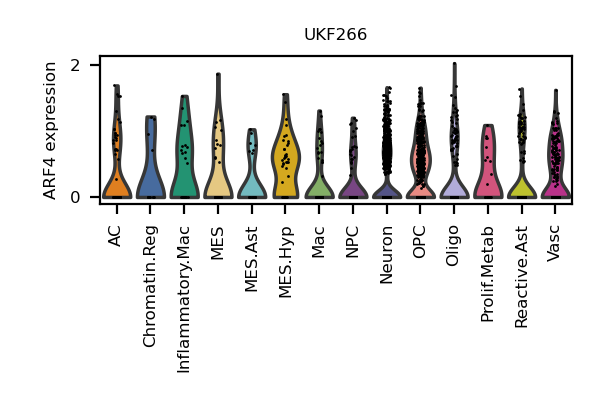 UKF266
ARF4 expression
2
0
AC
Chromatin.Reg
Inflammatory.Mac
MES
MES.Ast
MES.Hyp
Mac
NPC
Neuron
OPC
Oligo
Prolif.Metab
Reactive.Ast
Vasc